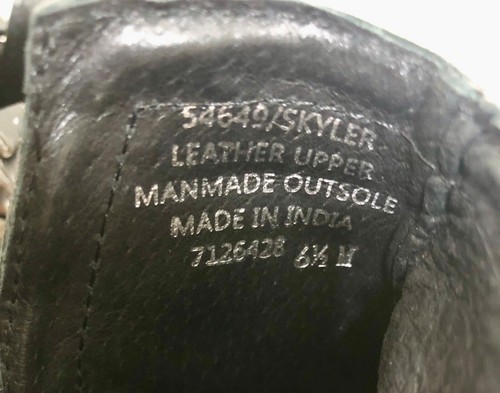 54649/SKYLER
LEATHER UPPER
MANMADE OUTSOLE
MADE IN INDIA
7126428 6½ M